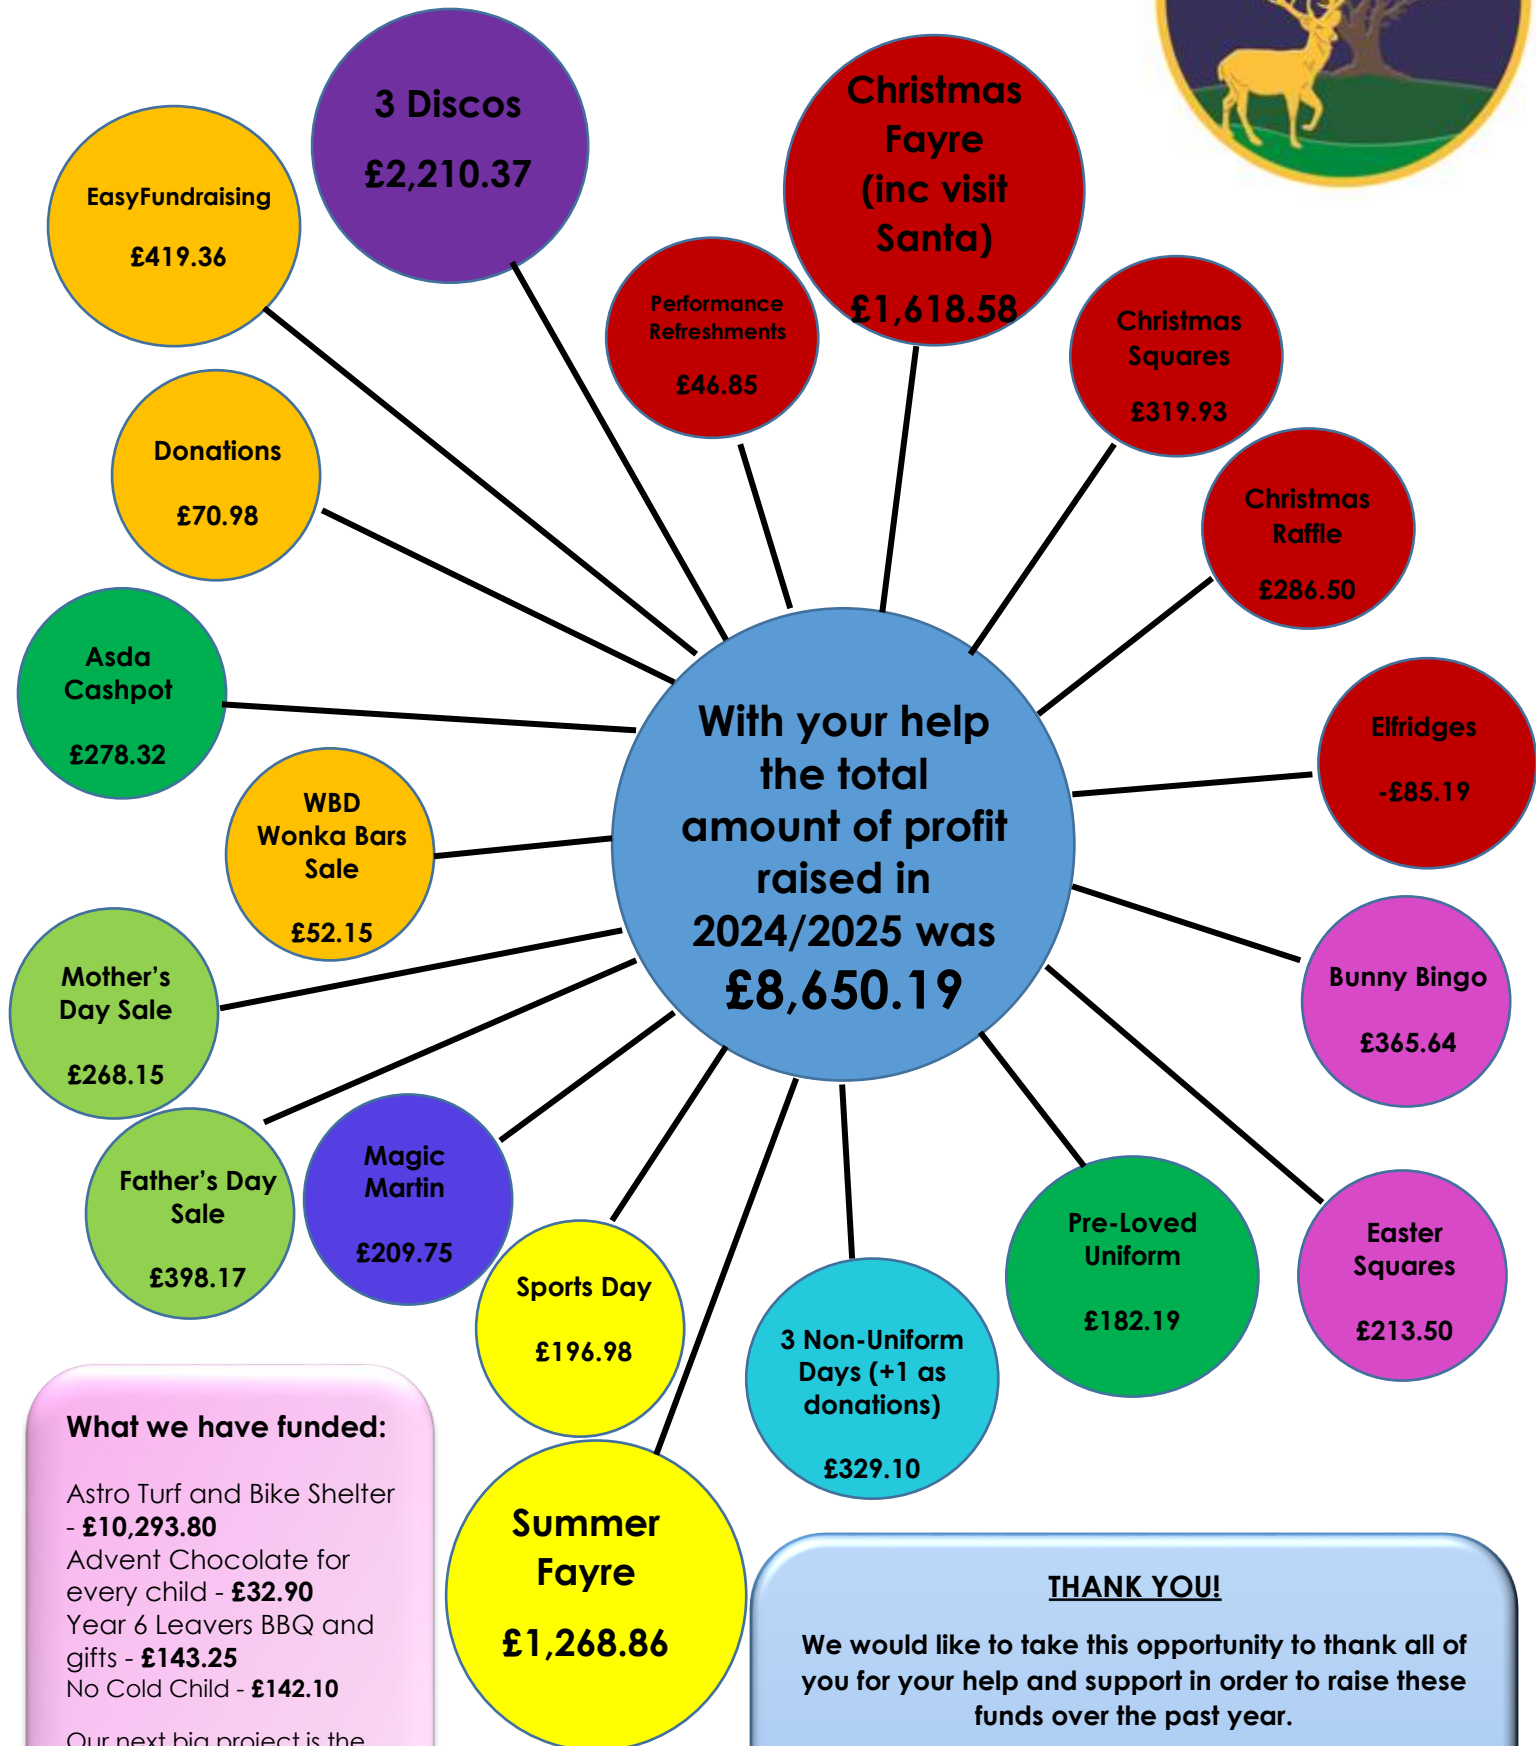 3 Discos
£2,210.37
Christmas
Fayre
(inc visit
Santa)
£1,618.58
EasyFundraising
£419.36
Performance
Refreshments
£46.85
Christmas
Squares
£319.93
Donations
£70.98
Christmas
Raffle
£286.50
Asda
Cashpot
£278.32
With your help
the total
amount of profit
raised in
2024/2025 was
£8,650.19
Elfridges
-£85.19
WBD
Wonka Bars
Sale
£52.15
Mother's
Day Sale
£268.15
Bunny Bingo
£365.64
Father's Day
Sale
£398.17
Magic
Martin
£209.75
Sports Day
£196.98
3 Non-Uniform
Days (+1 as
donations)
£329.10
Pre-Loved
Uniform
£182.19
Easter
Squares
£213.50
Summer
Fayre
£1,268.86
What we have funded:
Astro Turf and Bike Shelter
- £10,293.80
Advent Chocolate for
every child - £32.90
Year 6 Leavers BBQ and
gifts - £143.25
No Cold Child - £142.10
Our next big project is the
THANK YOU!
We would like to take this opportunity to thank all of
you for your help and support in order to raise these
funds over the past year.